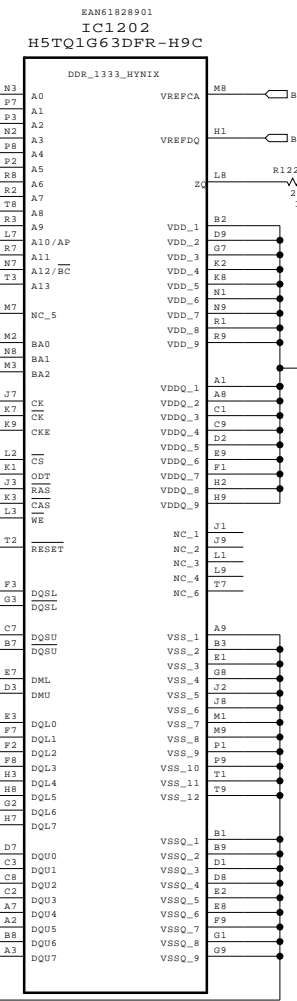 EAN61828901
IC1202
H5TQ1G63DFR-H9C
DDR_1333_HYNIX
N3 A0
P7 A1
P3 A2
N2 A3
P8 A4
P2 A5
R8 A6
R2 A7
T8 A8
R3 A9
L7 A10/AP
R7 A11
N7 A12/BC
T3 A13
M7 NC_5
M2 BA0
N8 BA1
M3 BA2
J7 CK
K7 CK
K9 CKE
L2 CS
K1 ODT
J3 RAS
K3 CAS
L3 WE
T2 RESET
F3 DQSL
G3 DQSL
C7 DQSU
B7 DQSU
E7 DML
D3 DMU
E3 DQL0
F7 DQL1
F2 DQL2
F8 DQL3
H3 DQL4
H8 DQL5
G2 DQL6
H7 DQL7
D7 DQU0
C3 DQU1
C8 DQU2
C2 DQU3
A7 DQU4
A2 DQU5
B8 DQU6
A3 DQU7
VREFCA M8
VREFDQ H1
ZQ L8
R122
VDD_1 B2
VDD_2 D9
VDD_3 G7
VDD_4 K2
VDD_5 K8
VDD_6 N1
VDD_7 N9
VDD_8 R1
VDD_9 R9
VDDQ_1 A1
VDDQ_2 A8
VDDQ_3 C1
VDDQ_4 C9
VDDQ_5 D2
VDDQ_6 E9
VDDQ_7 F1
VDDQ_8 H2
VDDQ_9 H9
NC_1 J1
NC_2 J9
NC_3 L1
NC_4 L9
NC_6 T7
VSS_1 A9
VSS_2 B3
VSS_3 E1
VSS_4 G8
VSS_5 J2
VSS_6 J8
VSS_7 M1
VSS_8 M9
VSS_9 P1
VSS_10 P9
VSS_11 T1
VSS_12 T9
VSSQ_1 B1
VSSQ_2 B9
VSSQ_3 D1
VSSQ_4 D8
VSSQ_5 E2
VSSQ_6 E8
VSSQ_7 F9
VSSQ_8 G1
VSSQ_9 G9